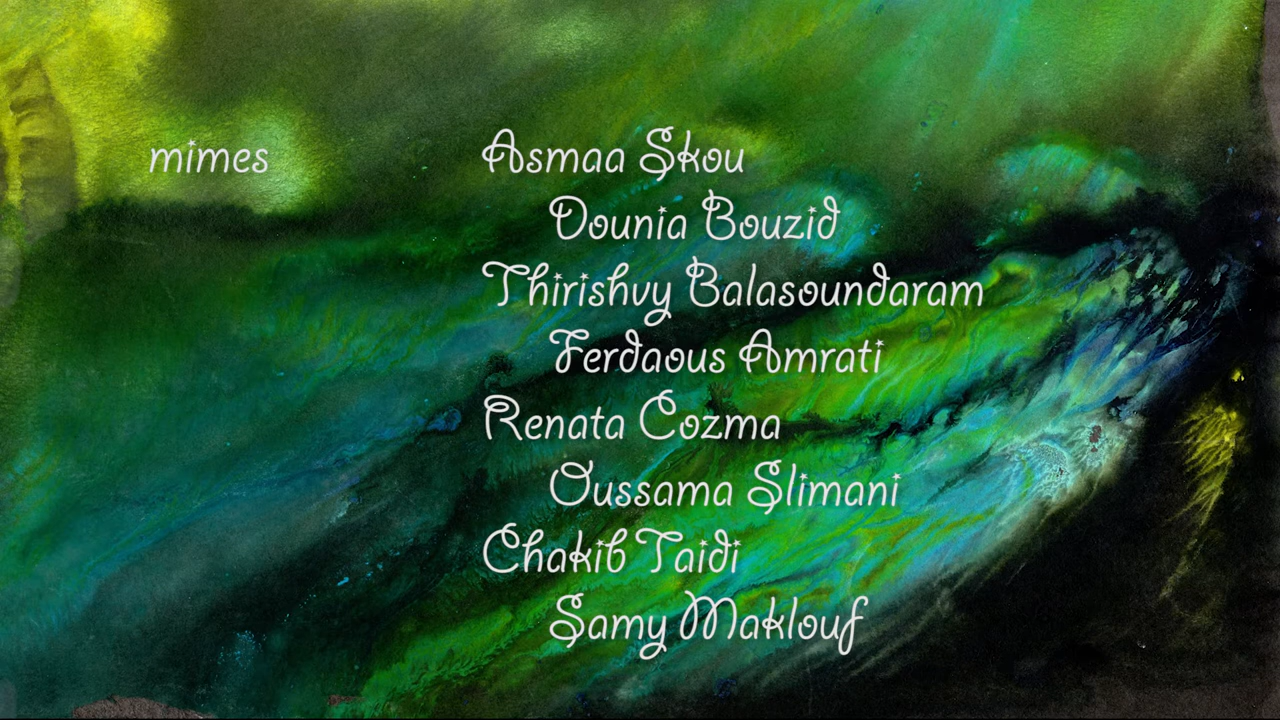 mimes
Asmaa Skou
Dounia Bouzid
Thirishvy Balasoundaram
Ferdaous Amrati
Renata Cozma
Oussama Slimani
Chakib Taidi
Samy Maklouf